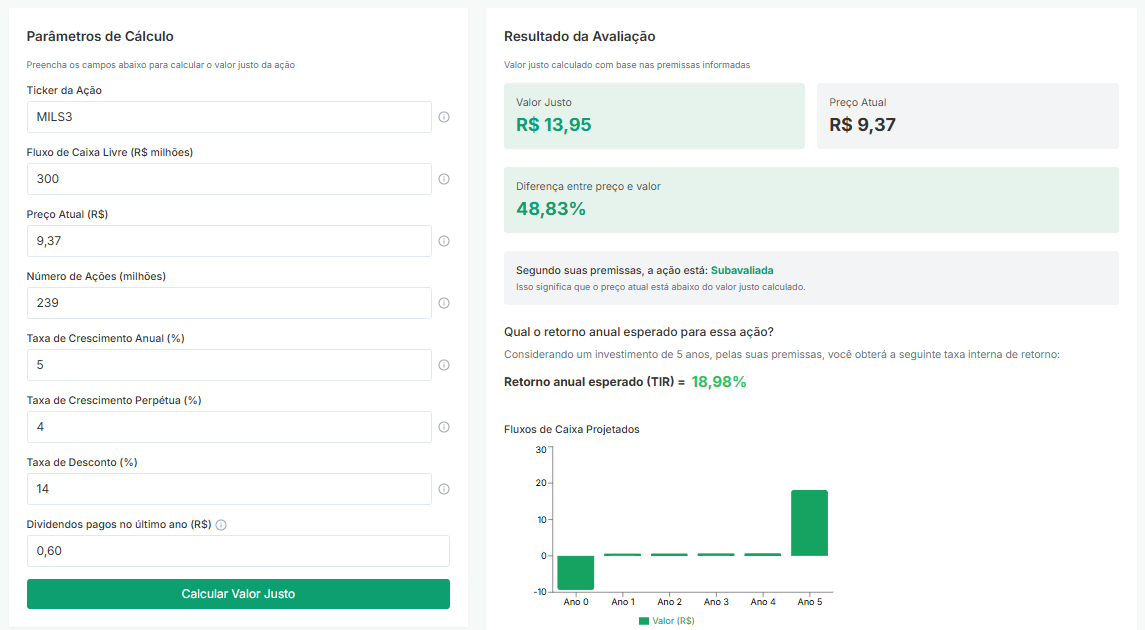 Parâmetros de Cálculo
Preencha os campos abaixo para calcular o valor justo da ação
Ticker da Ação
MILS3
Fluxo de Caixa Livre (R$ milhões)
300
Preço Atual (R$)
9,37
Número de Ações (milhões)
239
Taxa de Crescimento Anual (%)
5
Taxa de Crescimento Perpétua (%)
4
Taxa de Desconto (%)
14
Dividendos pagos no último ano (R$)
0,60
Calcular Valor Justo
Resultado da Avaliação
Valor justo calculado com base nas premissas informadas
Valor Justo
R$ 13,95
Preço Atual
R$ 9,37
Diferença entre preço e valor
48,83%
Segundo suas premissas, a ação está: Subavaliada
Isso significa que o preço atual está abaixo do valor justo calculado.
Qual o retorno anual esperado para essa ação?
Considerando um investimento de 5 anos, pelas suas premissas, você obterá a seguinte taxa interna de retorno:
Retorno anual esperado (TIR) = 18,98%
Fluxos de Caixa Projetados
30
20
10
0
-10
Ano 0 Ano 1 Ano 2 Ano 3 Ano 4 Ano 5
Valor (R$)